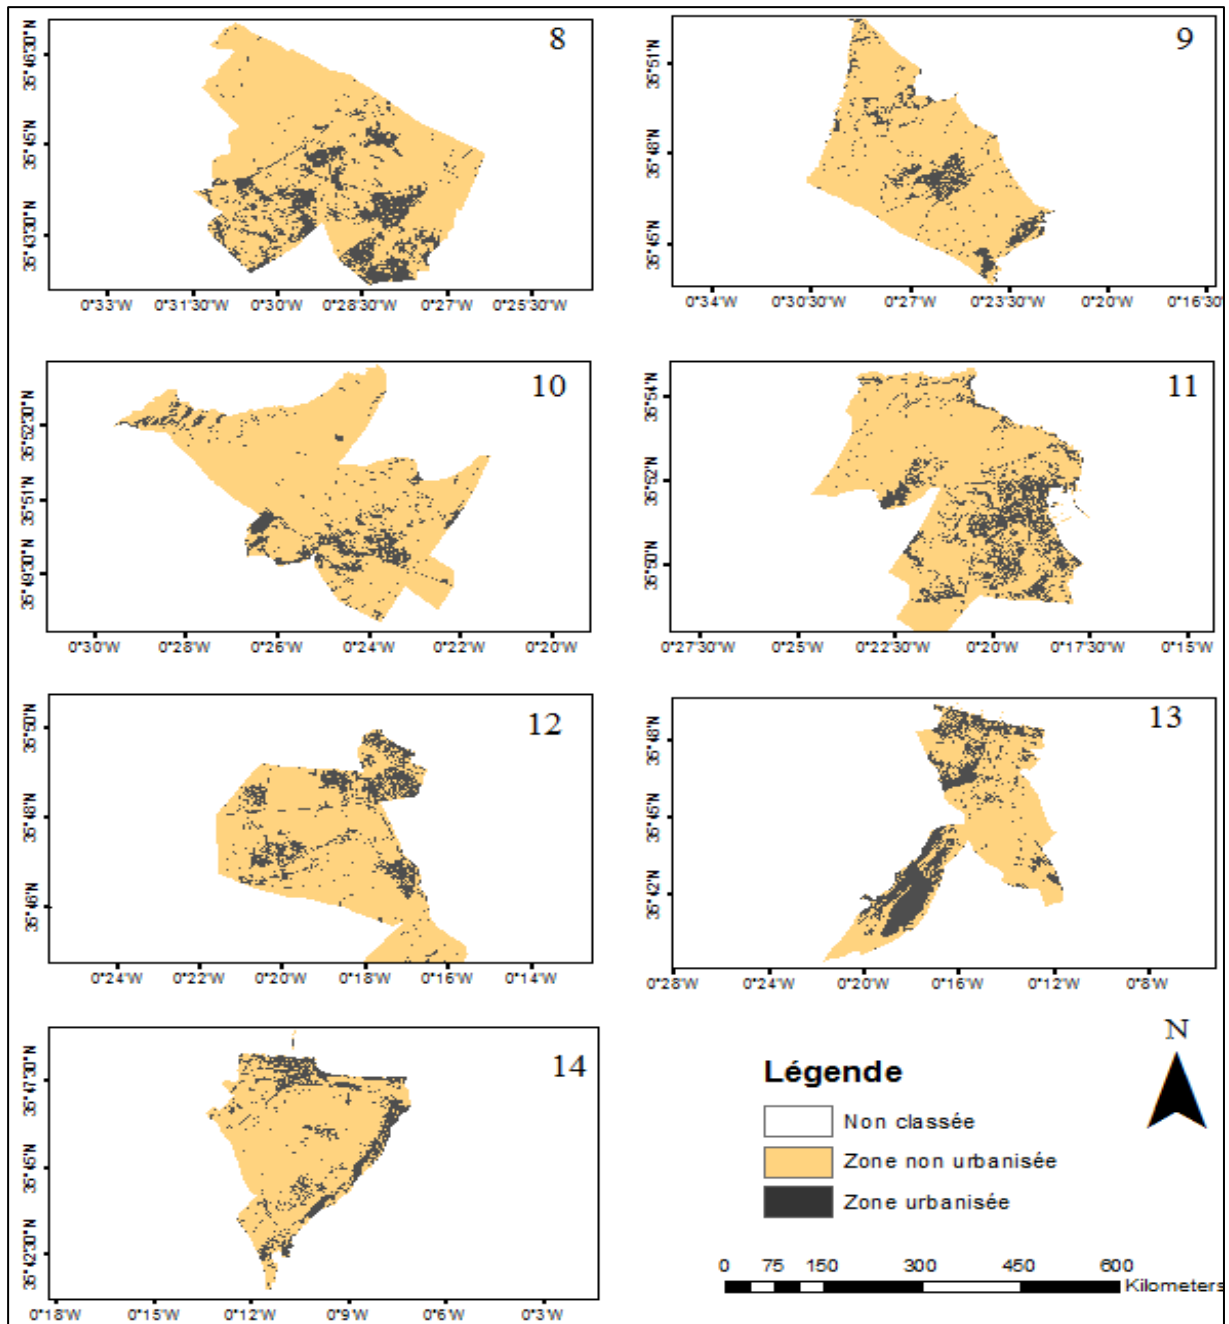 8
35°46'30"N
35°45'N
35°43'30"N
0°33'W 0°31'30"W 0°30'W 0°28'30"W 0°27'W 0°25'30"W
9
35°51'N
35°48'N
35°45'N
0°34'W 0°30'30"W 0°27'W 0°23'30"W 0°20'W 0°16'30"
10
35°52'30"N
35°51'N
35°49'30"N
0°30'W 0°28'W 0°26'W 0°24'W 0°22'W 0°20'W
11
35°54'N
35°52'N
35°50'N
0°27'30"W 0°25'W 0°22'30"W 0°20'W 0°17'30"W 0°15'W
12
35°50'N
35°48'N
35°46'N
0°24'W 0°22'W 0°20'W 0°18'W 0°16'W 0°14'W
13
35°48'N
35°45'N
35°42'N
0°28'W 0°24'W 0°20'W 0°16'W 0°12'W 0°8'W
14
35°47'30"N
35°45'N
35°42'30"N
0°18'W 0°15'W 0°12'W 0°9'W 0°6'W 0°3'W
N
Légende
Non classée
Zone non urbanisée
Zone urbanisée
0 75 150 300 450 600
Kilometers